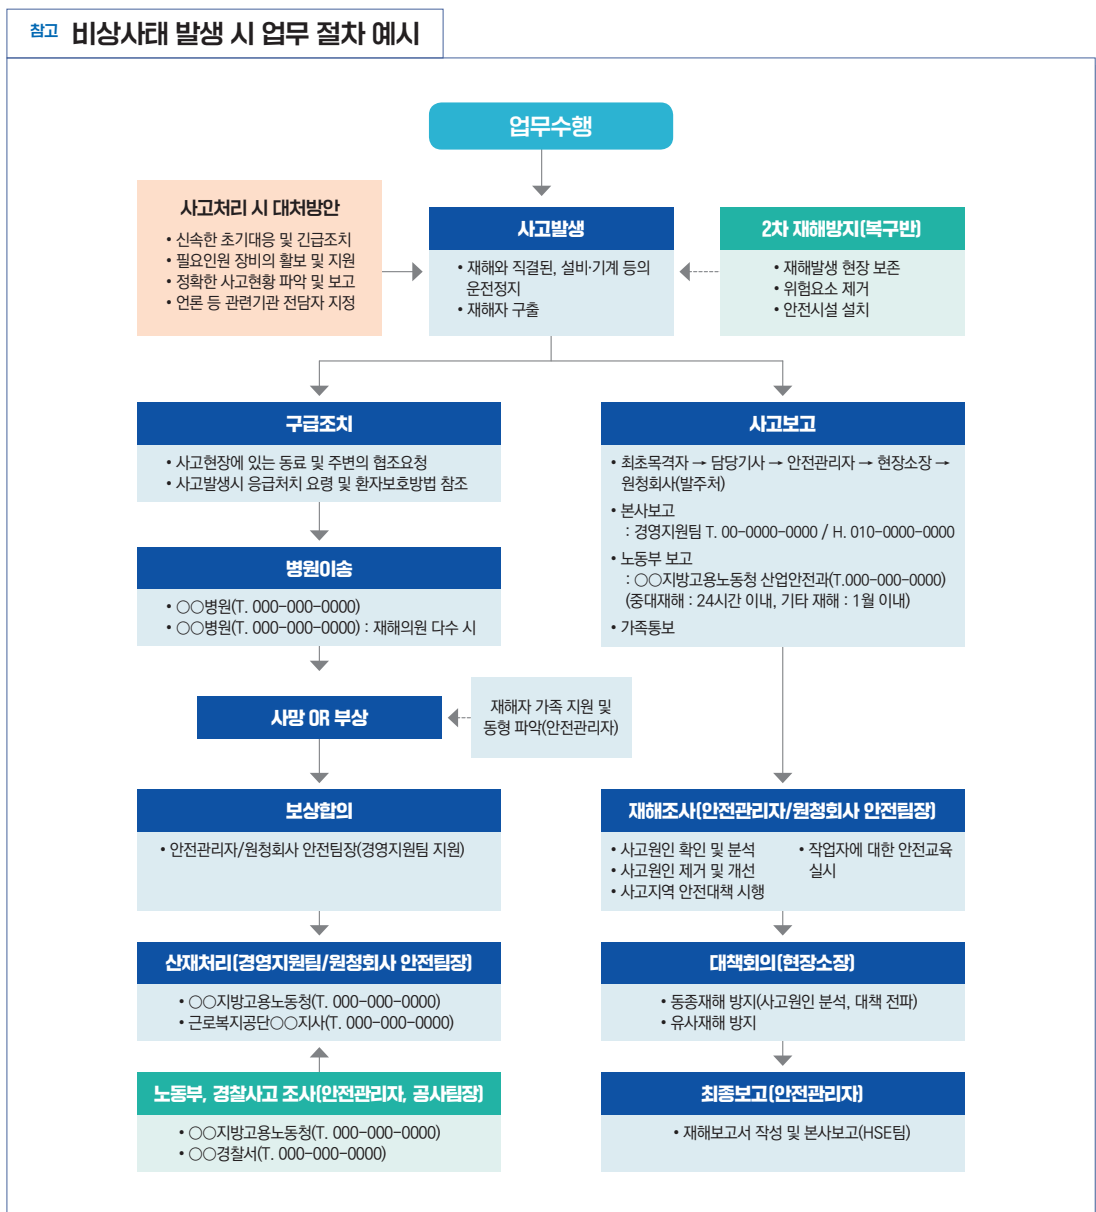 참고 비상사태 발생 시 업무 절차 예시
업무수행
사고처리 시 대처방안
• 신속한 초기대응 및 긴급조치
• 필요인원 장비의 활보 및 지원
• 정확한 사고현황 파악 및 보고
• 언론 등 관련기관 전담자 지정
사고발생
• 재해와 직결된, 설비·기계 등의
운전정지
• 재해자 구출
2차 재해방지(복구반)
• 재해발생 현장 보존
• 위험요소 제거
• 안전시설 설치
구급조치
• 사고현장에 있는 동료 및 주변의 협조요청
• 사고발생시 응급처치 요령 및 환자보호방법 참조
사고보고
• 최초목격자 → 담당기사 → 안전관리자 → 현장소장 →
원청회사(발주처)
• 본사보고
: 경영지원팀 T. 00-0000-0000 / H. 010-0000-0000
• 노동부 보고
: ○○지방고용노동청 산업안전과(T.000-000-0000)
(중대재해 : 24시간 이내, 기타 재해 : 1월 이내)
• 가족통보
병원이송
• ○○병원(T. 000-000-0000)
• ○○병원(T. 000-000-0000) : 재해의원 다수 시
사망 OR 부상
재해자 가족 지원 및
동형 파악(안전관리자)
보상합의
• 안전관리자/원청회사 안전팀장(경영지원팀 지원)
재해조사(안전관리자/원청회사 안전팀장)
• 사고원인 확인 및 분석
• 사고원인 제거 및 개선
• 사고지역 안전대책 시행
• 작업자에 대한 안전교육
실시
산재처리(경영지원팀/원청회사 안전팀장)
• ○○지방고용노동청(T. 000-000-0000)
• 근로복지공단○○지사(T. 000-000-0000)
대책회의(현장소장)
• 동종재해 방지(사고원인 분석, 대책 전파)
• 유사재해 방지
노동부, 경찰사고 조사(안전관리자, 공사팀장)
• ○○지방고용노동청(T. 000-000-0000)
• ○○경찰서(T. 000-000-0000)
최종보고(안전관리자)
• 재해보고서 작성 및 본사보고(HSE팀)